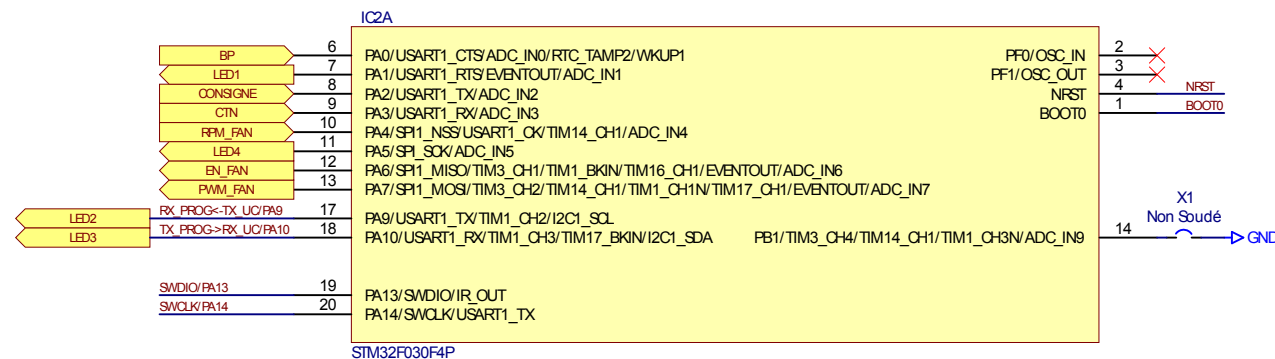 IC2A
BP 6 PA0/USART1_CTS/ADC_IN0/RTC_TAMP2/WKUP1 PF0/OSC_IN 2
LED1 7 PA1/USART1_RTS/EVENTOUT/ADC_IN1 PF1/OSC_OUT 3
CONSIGNE 8 PA2/USART1_TX/ADC_IN2 NRST 4 NRST
CTN 9 PA3/USART1_RX/ADC_IN3 BOOT0 1 BOOT0
RPM_FAN 10 PA4/SPI1_NSS/USART1_CK/TIM14_CH1/ADC_IN4
LED4 11 PA5/SPI_SCK/ADC_IN5
EN_FAN 12 PA6/SPI1_MISO/TIM3_CH1/TIM1_BKIN/TIM16_CH1/EVENTOUT/ADC_IN6
PWM_FAN 13 PA7/SPI1_MOSI/TIM3_CH2/TIM14_CH1/TIM1_CH1N/TIM17_CH1/EVENTOUT/ADC_IN7
X1
Non Soudé
LED2 RX_PROG<-TX_UC/PA9 17 PA9/USART1_TX/TIM1_CH2/I2C1_SCL
LED3 TX_PROG->RX_UC/PA10 18 PA10/USART1_RX/TIM1_CH3/TIM17_BKIN/I2C1_SDA PB1/TIM3_CH4/TIM14_CH1/TIM1_CH3N/ADC_IN9 14 GND
SWDIO/PA13 19 PA13/SWDIO/IR_OUT
SWCLK/PA14 20 PA14/SWCLK/USART1_TX
STM32F030F4P